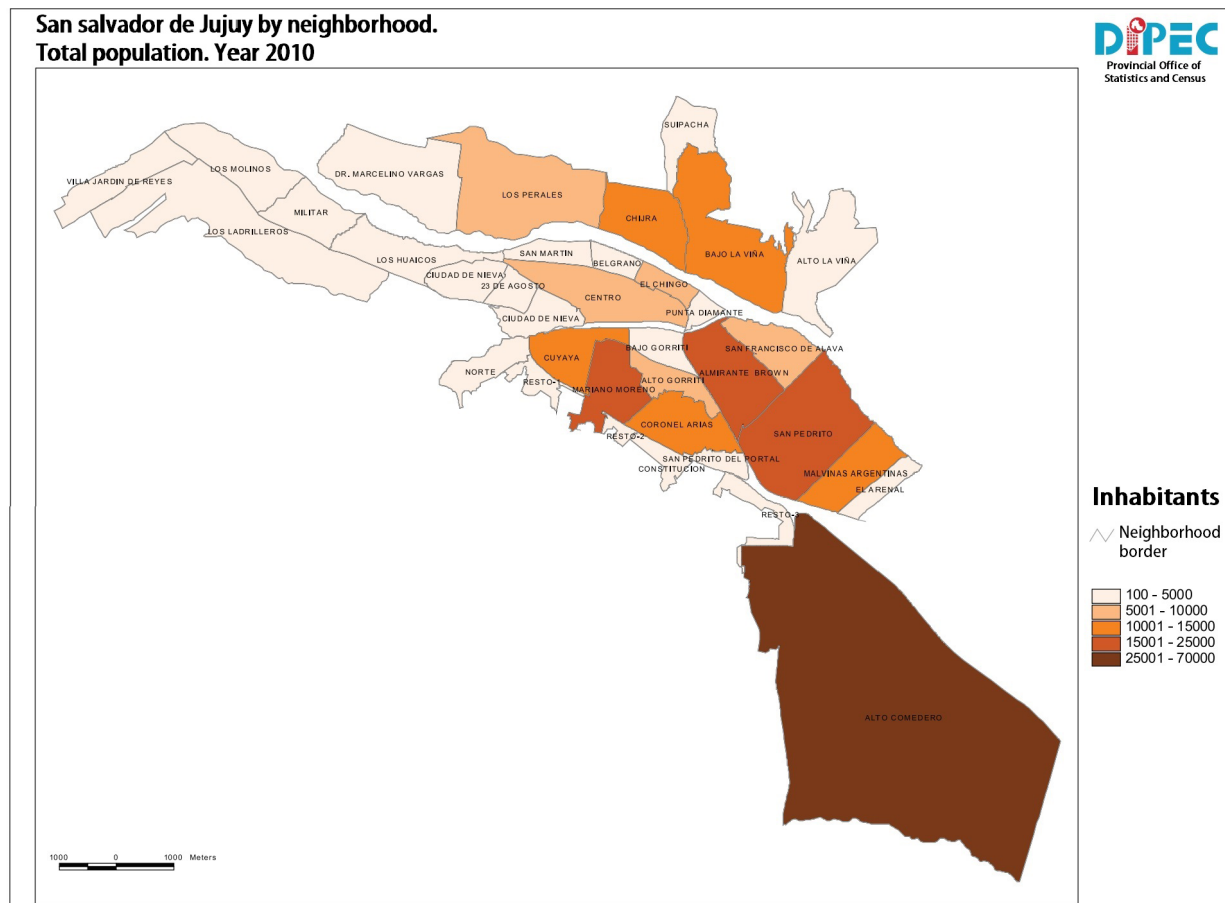 San salvador de Jujuy by neighborhood.
Total population. Year 2010
DiPEC
Provincial Office of
Statistics and Census
SUIPACHA
LOS MOLINOS
VILLA JARDIN DE REYES
DR. MARCELINO VARGAS
LOS PERALES
MILITAR
CHIJRA
LOS LADRILLEROS
SAN MARTÍN
BELGRANO
BAJO LA VIÑA
ALTO LA VIÑA
LOS HUAICOS
CIUDAD DE NIEVA
23 DE AGOSTO
EL CHINGO
CENTRO
PUNTA DIAMANTE
CIUDAD DE NIEVA
BAJO GORRITI
SAN FRANCISCO DE ALAVA
CUYAYA
NORTE
RESTO-1
ALTO GORRITI
ALMIRANTE BROWN
MARIANO MORENO
CORONEL ARIAS
RESTO-2
SAN PEDRITO
SAN PEDRITO DEL PORTAL
CONSTITUCION
MALVINAS ARGENTINAS
EL ARENAL
RESTO-3
ALTO COMEDERO
Inhabitants
Neighborhood
border
100 - 5000
5001 - 10000
10001 - 15000
15001 - 25000
25001 - 70000
1000 0 1000 Meters